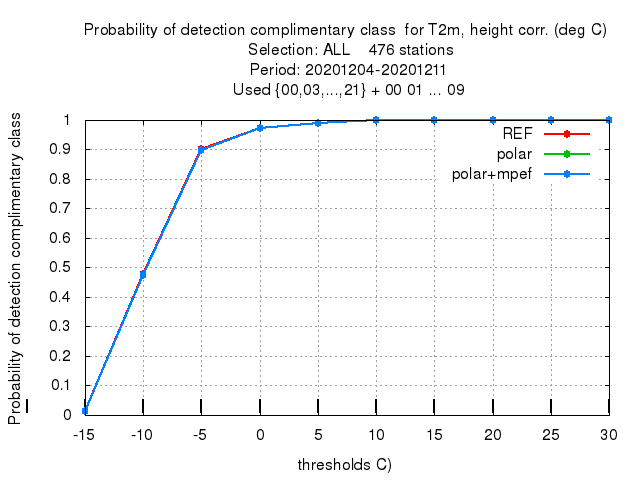 Probability of detection complimentary class  for T2m, height corr. (deg C)
Selection: ALL    476 stations
Period: 20201204-20201211
Used {00,03,...,21} + 00 01 ... 09
Probability of detection complimentary class
1
0.9
0.8
0.7
0.6
0.5
0.4
0.3
0.2
0.1
0
REF
polar
polar+mpef
-15 -10 -5 0 5 10 15 20 25 30
thresholds C)